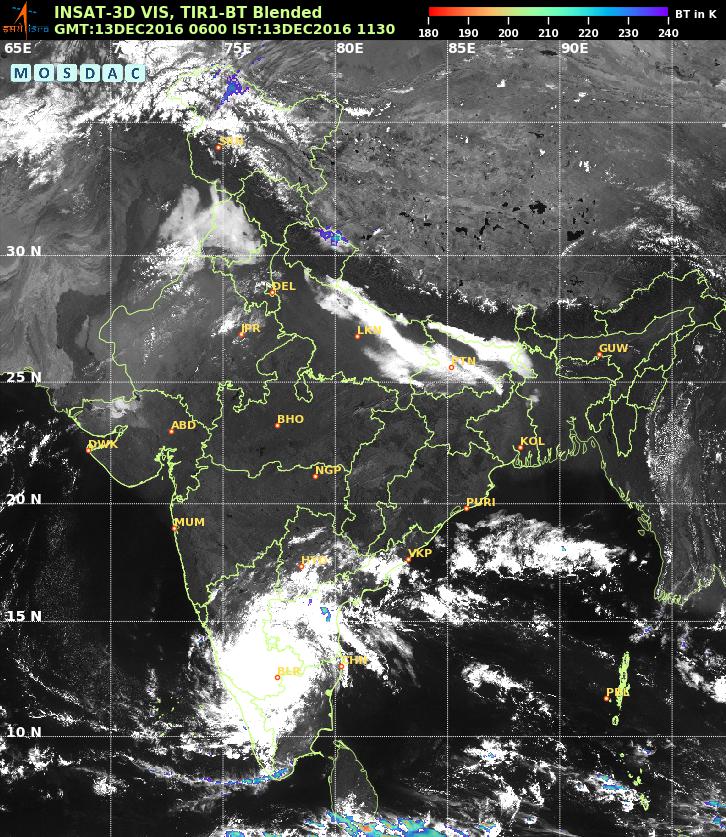 INSAT-3D VIS, TIR1-BT Blended
GMT:13DEC2016 0600 IST:13DEC2016 1130
BT in K
180 190 200 210 220 230 240
65E 75E 80E 85E 90E
MOSDAC
SRN
30 N
DEL
JPR
LKN
GUW
PTN
25 N
BHO
ABD
DWK
KOL
NGP
20 N
PURI
MUM
VKP
HYD
15 N
CHN
BLR
PBL
10 N